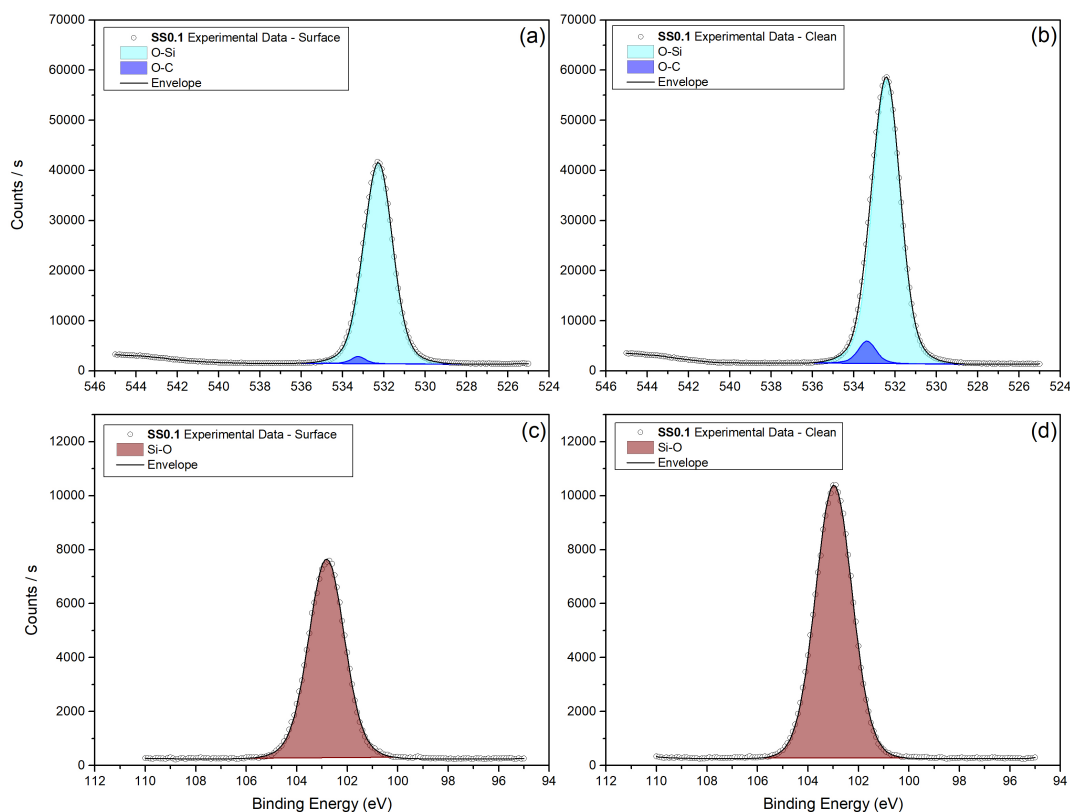 SS0.1 Experimental Data - Surface
O-Si
O-C
Envelope
(a)
70000
60000
50000
40000
30000
20000
10000
0
546 544 542 540 538 536 534 532 530 528 526 524
Counts / s
SS0.1 Experimental Data - Clean
O-Si
O-C
Envelope
(b)
70000
60000
50000
40000
30000
20000
10000
0
546 544 542 540 538 536 534 532 530 528 526 524
SS0.1 Experimental Data - Surface
Si-O
Envelope
(c)
12000
10000
8000
6000
4000
2000
0
112 110 108 106 104 102 100 98 96 94
Counts / s
Binding Energy (eV)
SS0.1 Experimental Data - Clean
Si-O
Envelope
(d)
12000
10000
8000
6000
4000
2000
0
112 110 108 106 104 102 100 98 96 94
Binding Energy (eV)